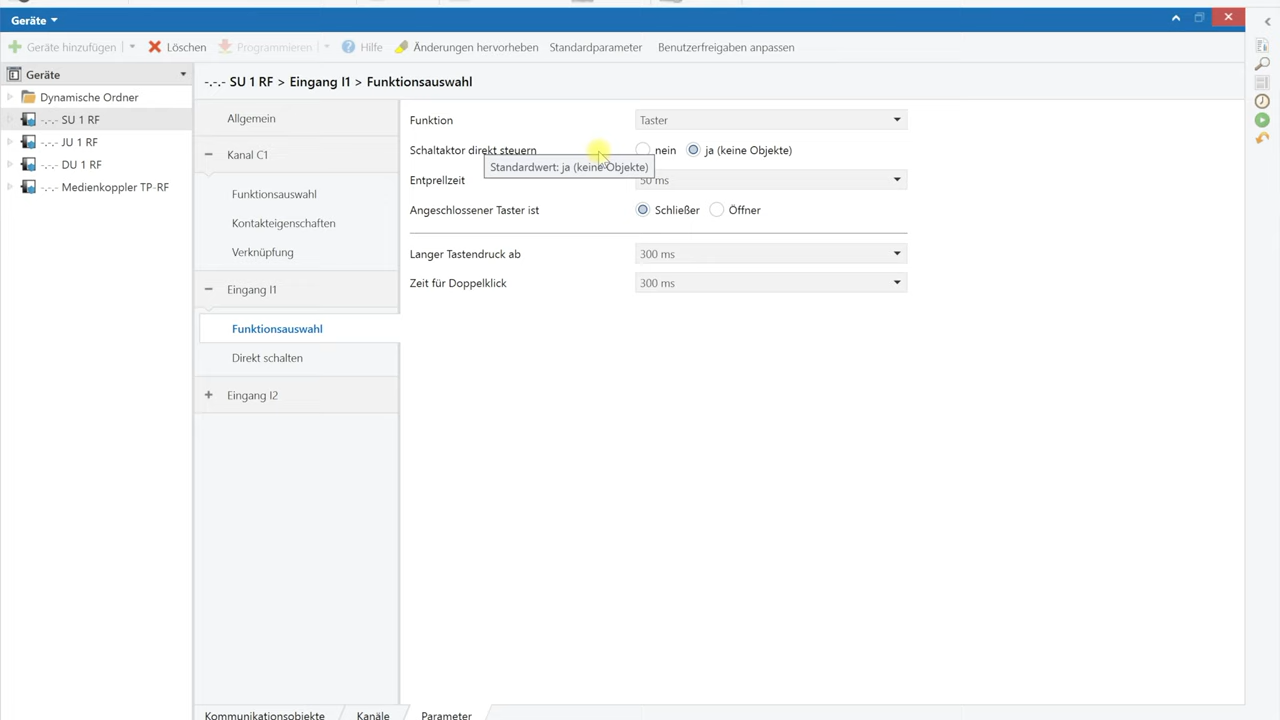 Geräte
Geräte hinzufügen Löschen Programmieren Hilfe Änderungen hervorheben Standardparameter Benutzerfreigaben anpassen
Geräte
Dynamische Ordner
-.-.- SU 1 RF
-.-.- JU 1 RF
-.-.- DU 1 RF
-.-.- Medienkoppler TP-RF
-.-.- SU 1 RF > Eingang I1 > Funktionsauswahl
Allgemein
Kanal C1
Funktionsauswahl
Kontakteigenschaften
Verknüpfung
Eingang I1
Funktionsauswahl
Direkt schalten
Eingang I2
Funktion Taster
Schaltaktor direkt steuern nein ja (keine Objekte)
Standardwert: ja (keine Objekte)
Entprellzeit 50 ms
Angeschlossener Taster ist Schließer Öffner
Langer Tastendruck ab 300 ms
Zeit für Doppelklick 300 ms
Kommunikationsobjekte Kanäle Parameter